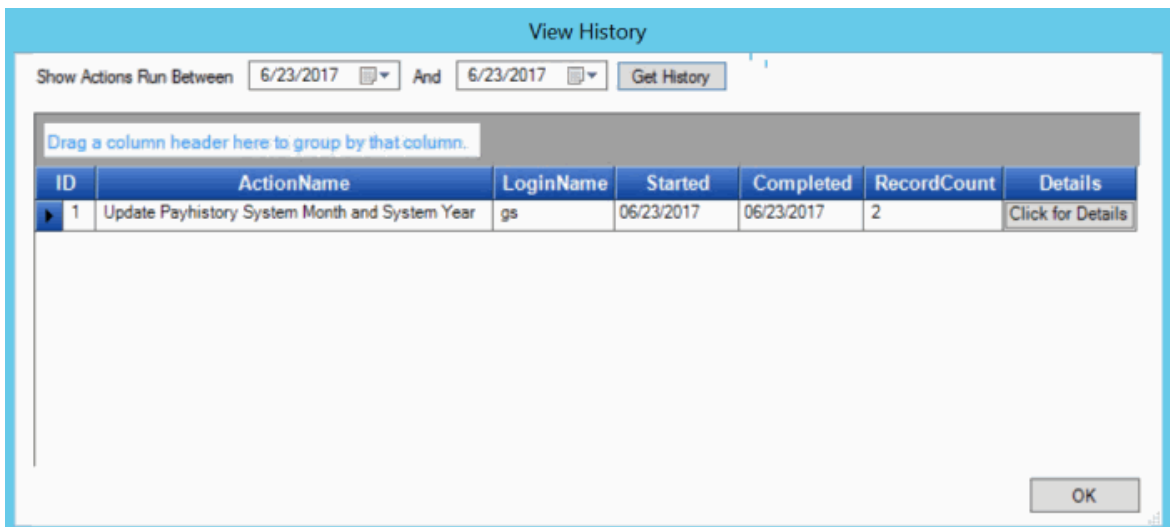 View History
Show Actions Run Between 6/23/2017 And 6/23/2017 Get History
Drag a column header here to group by that column.
ID ActionName LoginName Started Completed RecordCount Details
1 Update Payhistory System Month and System Year gs 06/23/2017 06/23/2017 2 Click for Details
OK